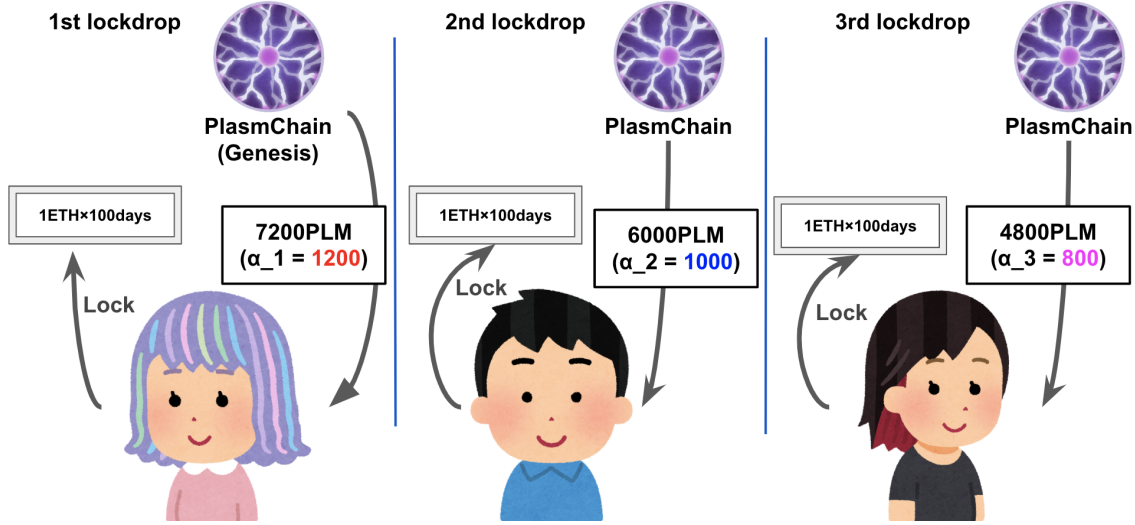 1st lockdrop
PlasmChain
(Genesis)
1ETH×100days
7200PLM
(α_1 = 1200)
Lock
2nd lockdrop
PlasmChain
1ETH×100days
6000PLM
(α_2 = 1000)
Lock
3rd lockdrop
PlasmChain
1ETH×100days
4800PLM
(α_3 = 800)
Lock